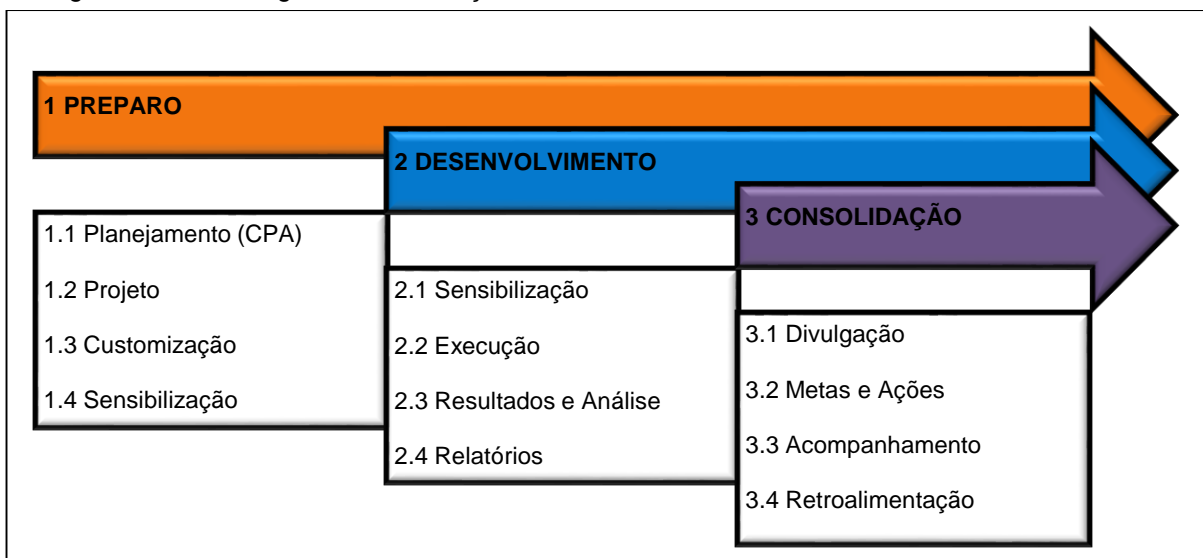 1 PREPARO
2 DESENVOLVIMENTO
3 CONSOLIDAÇÃO
1.1 Planejamento (CPA)
1.2 Projeto
1.3 Customização
1.4 Sensibilização
2.1 Sensibilização
2.2 Execução
2.3 Resultados e Análise
2.4 Relatórios
3.1 Divulgação
3.2 Metas e Ações
3.3 Acompanhamento
3.4 Retroalimentação